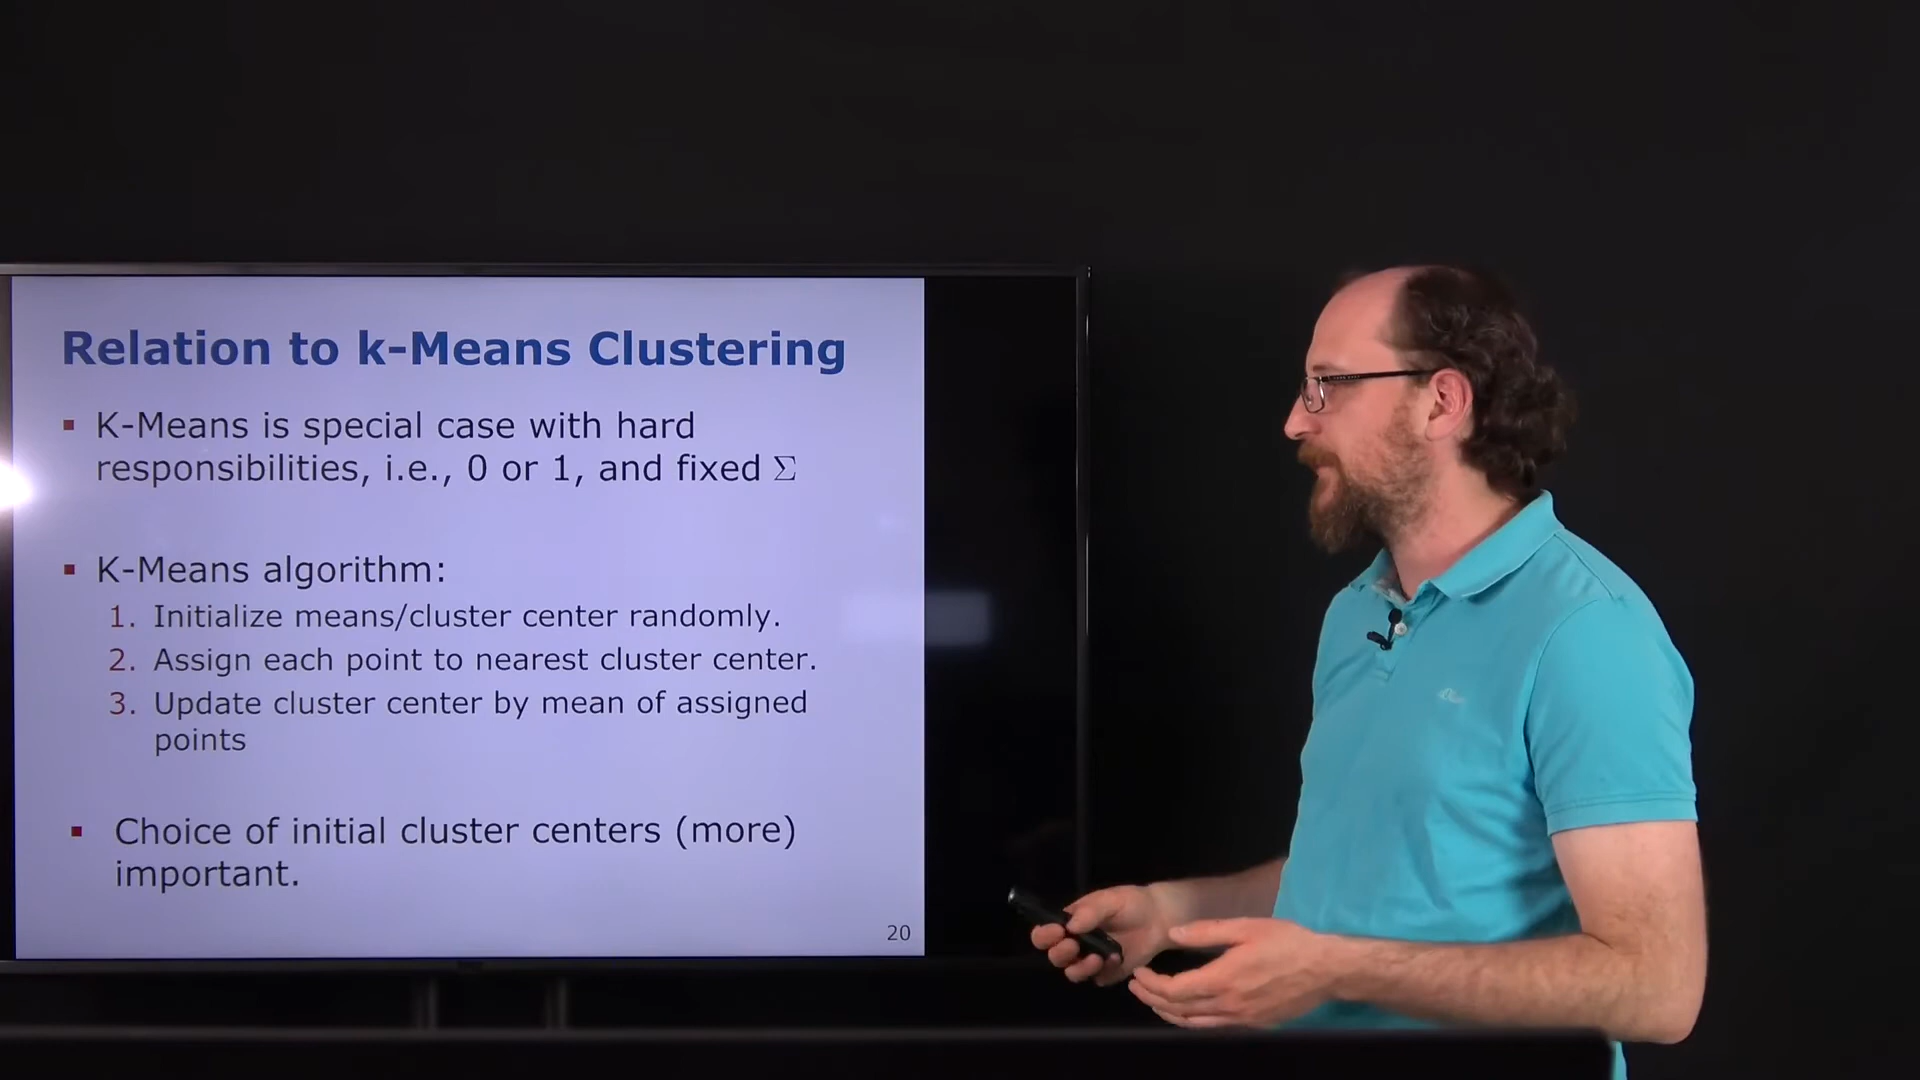 Relation to k-Means Clustering
▪ K-Means is special case with hard
responsibilities, i.e., 0 or 1, and fixed Σ
▪ K-Means algorithm:
1. Initialize means/cluster center randomly.
2. Assign each point to nearest cluster center.
3. Update cluster center by mean of assigned
points
▪ Choice of initial cluster centers (more)
important.
20